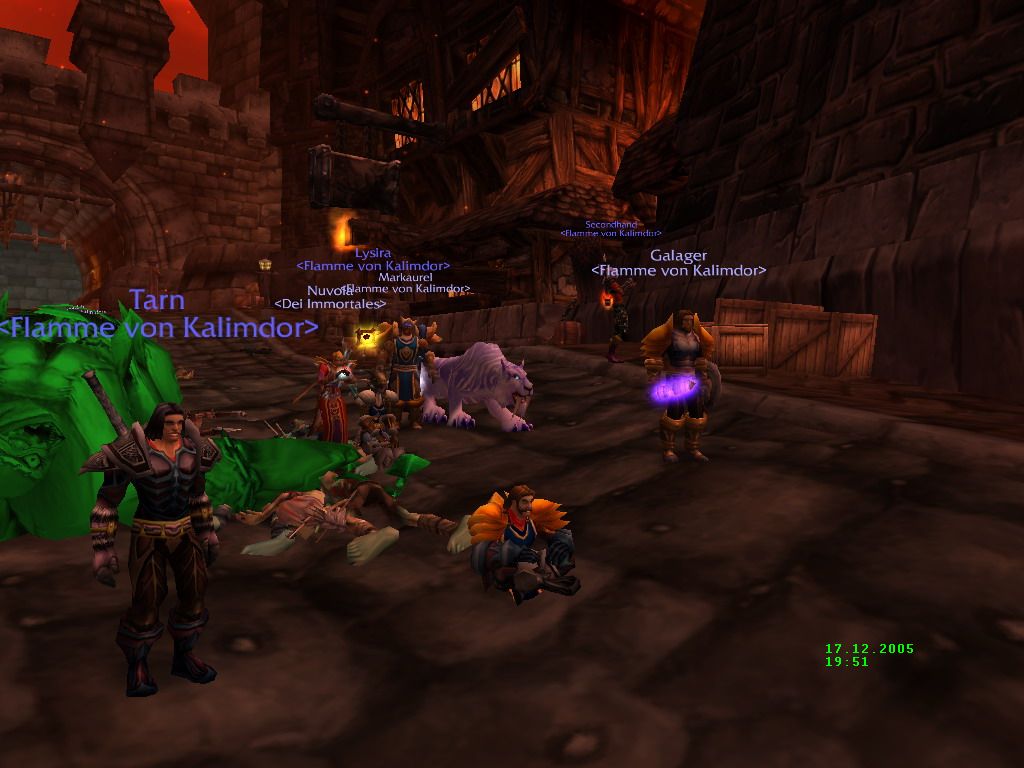 Secondhand
<Flamme von Kalimdor>
Lysira
<Flamme von Kalimdor>
Galager
<Flamme von Kalimdor>
Markaurel
<Flamme von Kalimdor>
Nuvola
<Dei Immortales>
Tarn
<Flamme von Kalimdor>
17.12.2005
19:51